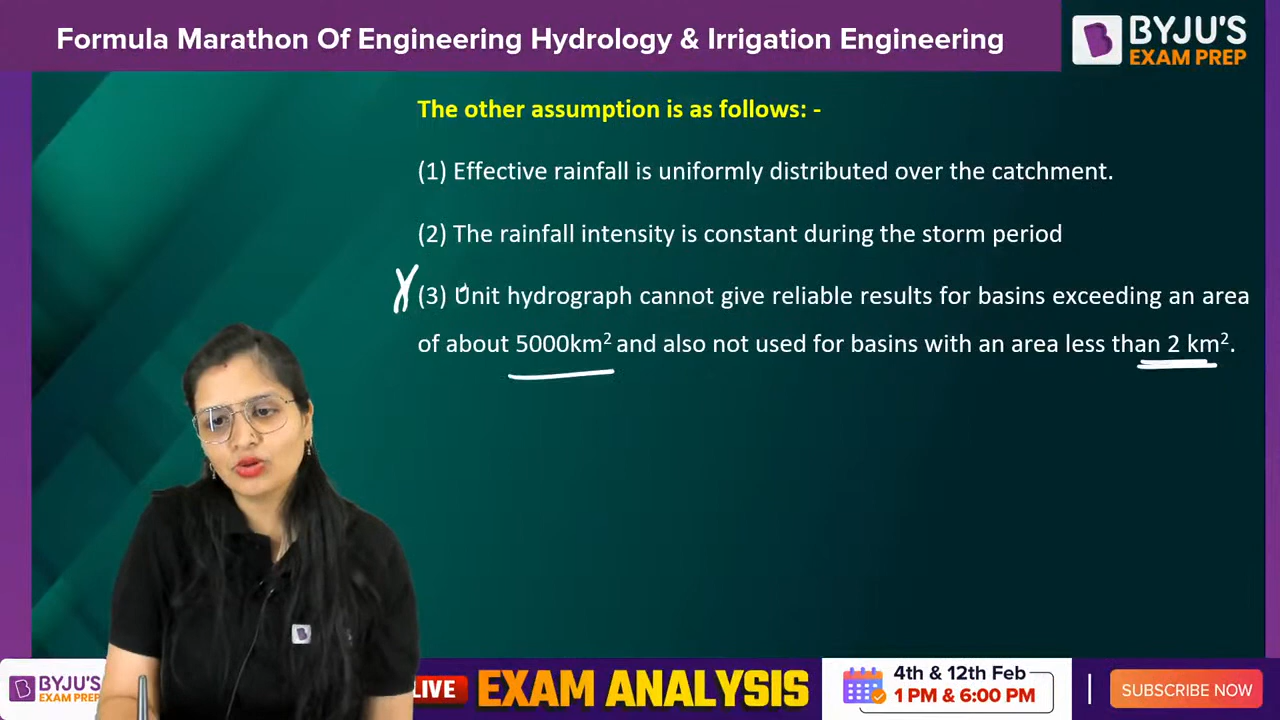 Formula Marathon Of Engineering Hydrology & Irrigation Engineering
BYJU'S
EXAM PREP
The other assumption is as follows: -
(1) Effective rainfall is uniformly distributed over the catchment.
(2) The rainfall intensity is constant during the storm period
(3) Unit hydrograph cannot give reliable results for basins exceeding an area
of about 5000km² and also not used for basins with an area less than 2 km².
BYJU'S
EXAM PREP
LIVE
EXAM ANALYSIS
4th & 12th Feb
1 PM & 6:00 PM
SUBSCRIBE NOW